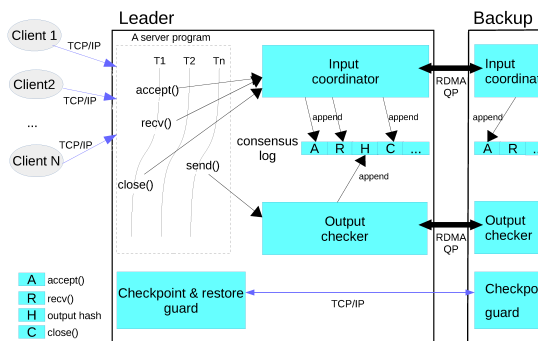 Leader
Backup
Client 1
TCP/IP
A server program
T1 T2 Tn
Input
coordinator
RDMA
QP
Input
Client2
TCP/IP
accept()
recv()
append
append
append
...
TCP/IP
consensus
log
A R H C ...
A R
Client N
close()
send()
append
Output
checker
RDMA
QP
Output
checker
A accept()
R recv()
H output hash
C close()
Checkpoint & restore
guard
TCP/IP
guard